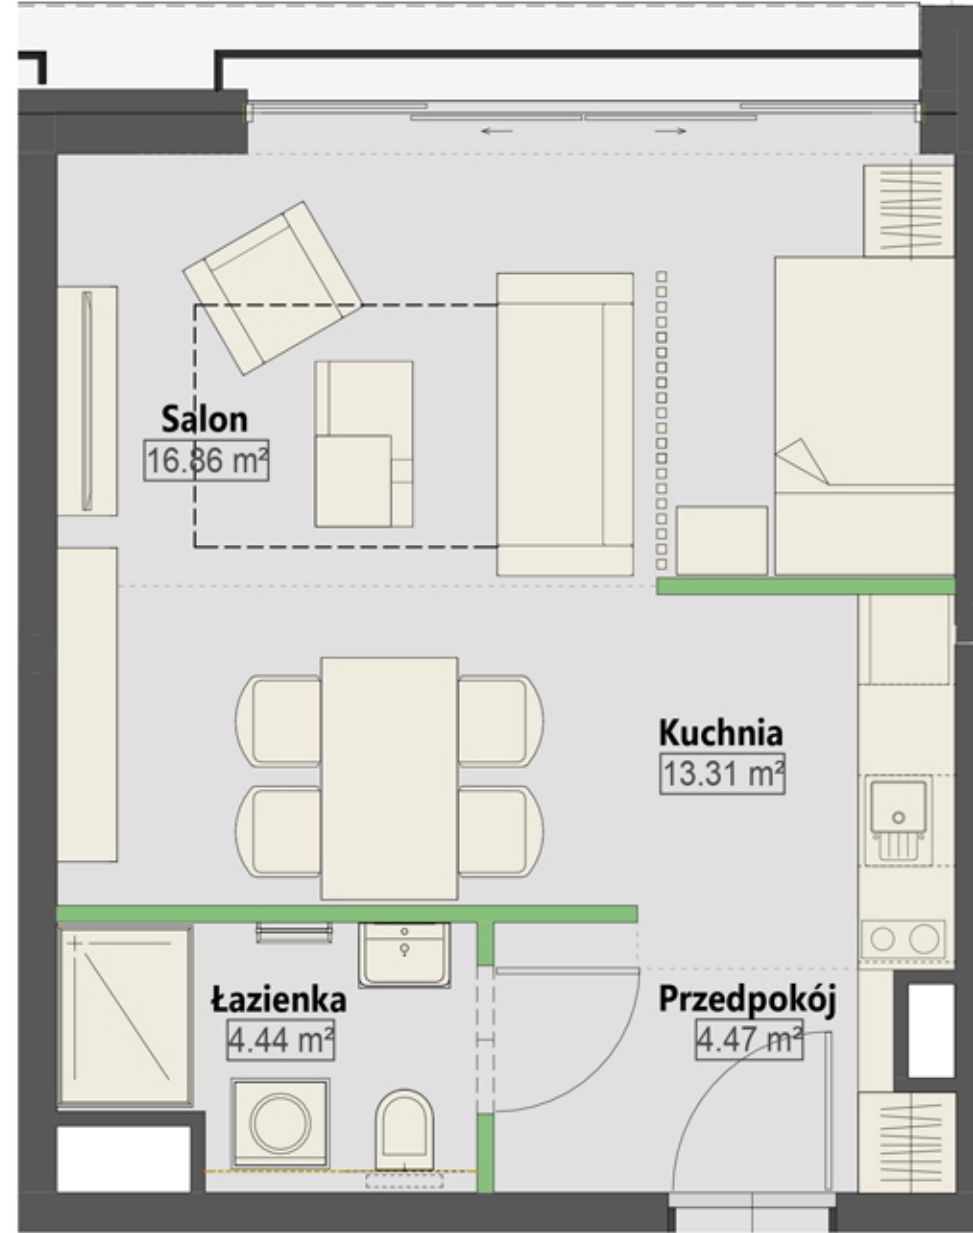 Salon
16.86 m²
Kuchnia
13.31 m²
Łazienka
4.44 m²
Przedpokój
4.47 m²